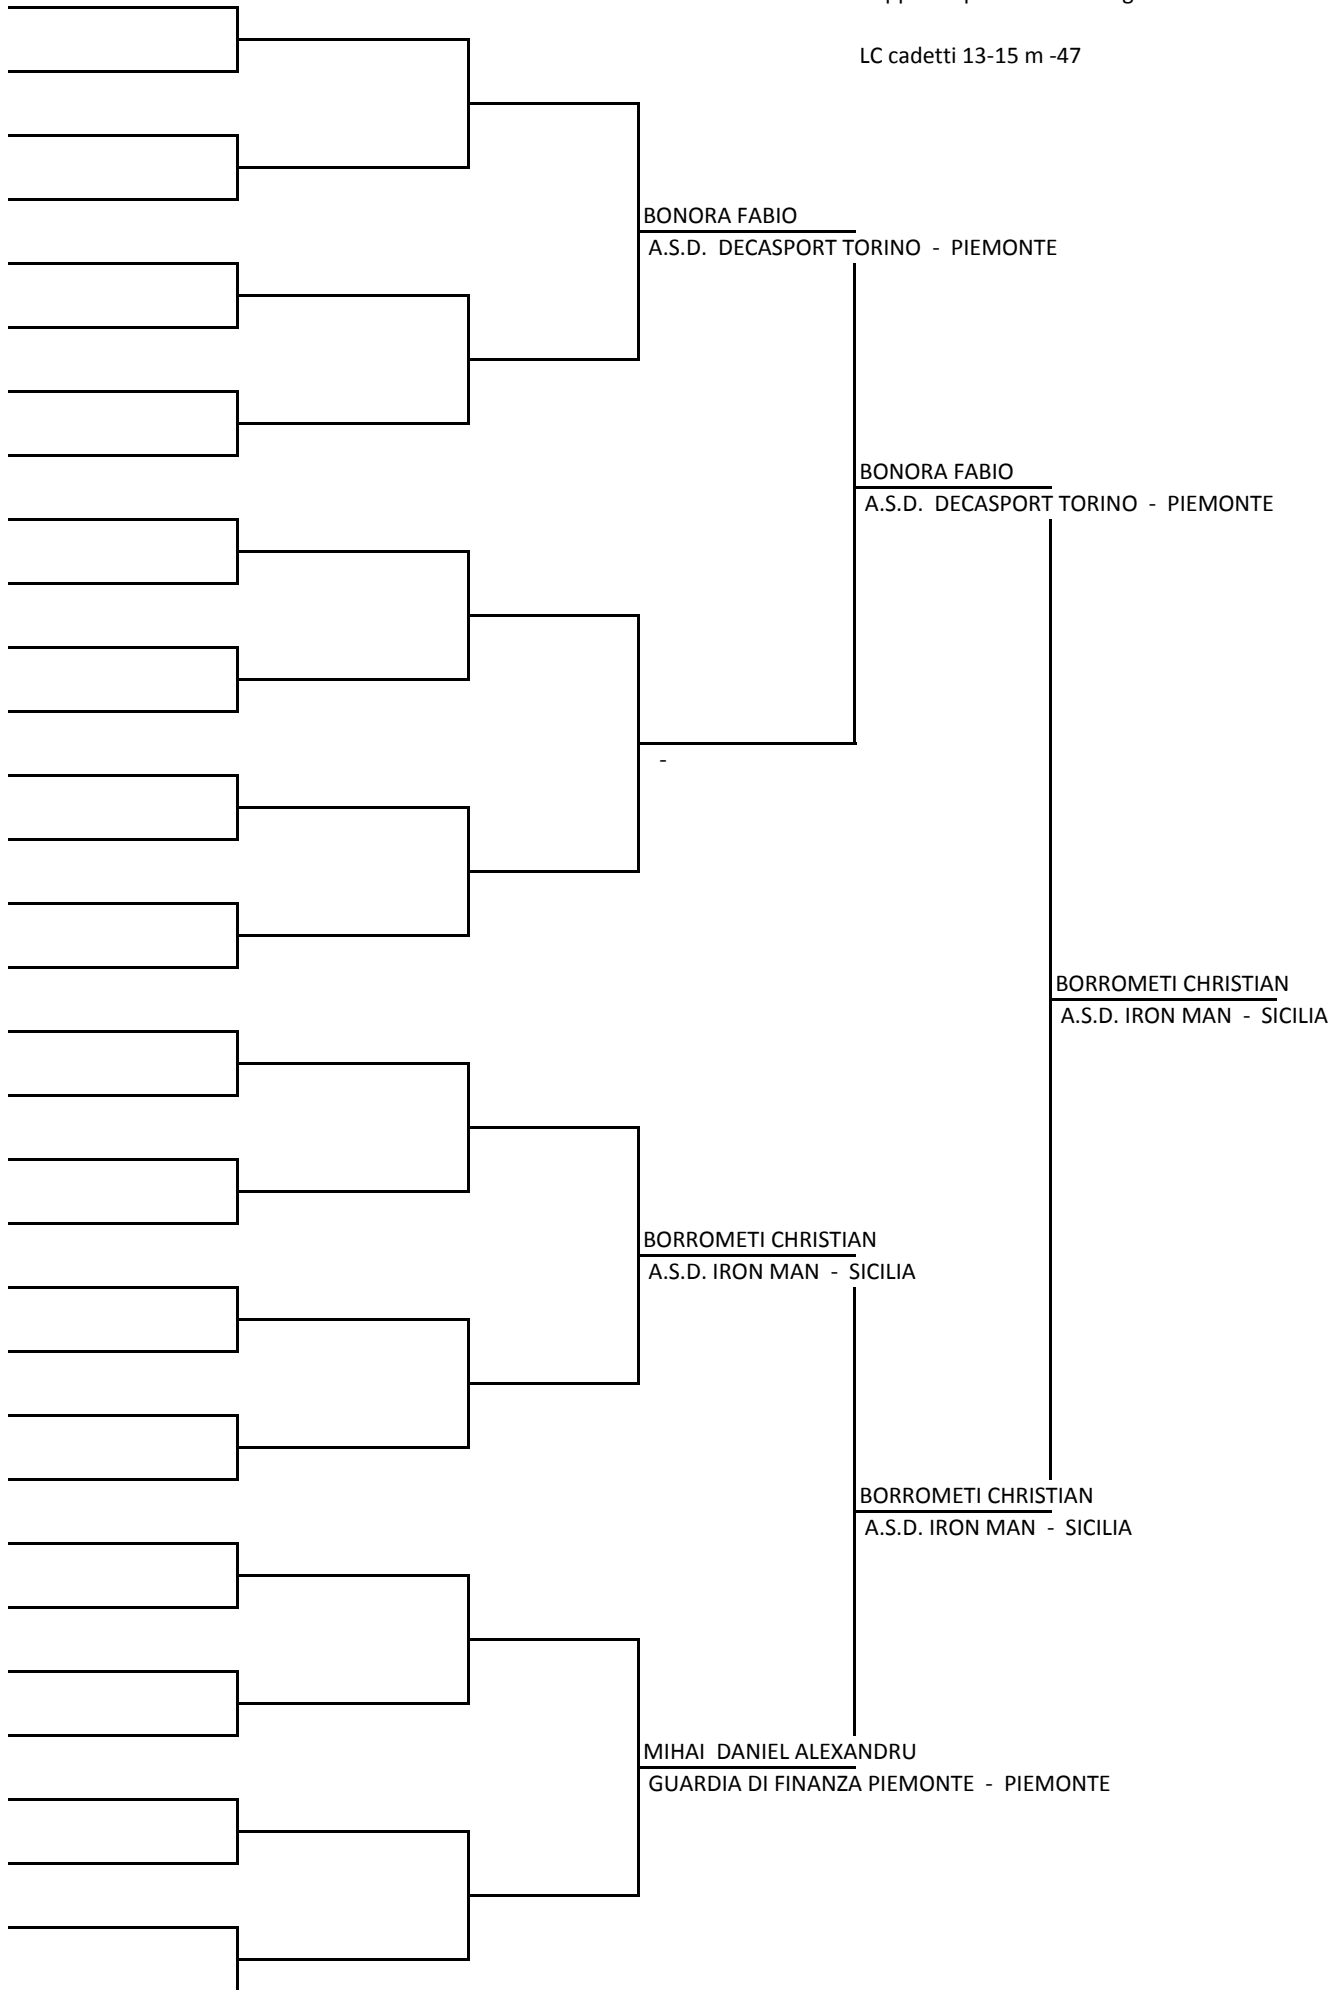 LC cadetti 13-15 m -47
BONORA FABIO
A.S.D. DECASPORT TORINO - PIEMONTE
BONORA FABIO
A.S.D. DECASPORT TORINO - PIEMONTE
-
BORROMETI CHRISTIAN
A.S.D. IRON MAN - SICILIA
BORROMETI CHRISTIAN
A.S.D. IRON MAN - SICILIA
BORROMETI CHRISTIAN
A.S.D. IRON MAN - SICILIA
MIHAI DANIEL ALEXANDRU
GUARDIA DI FINANZA PIEMONTE - PIEMONTE